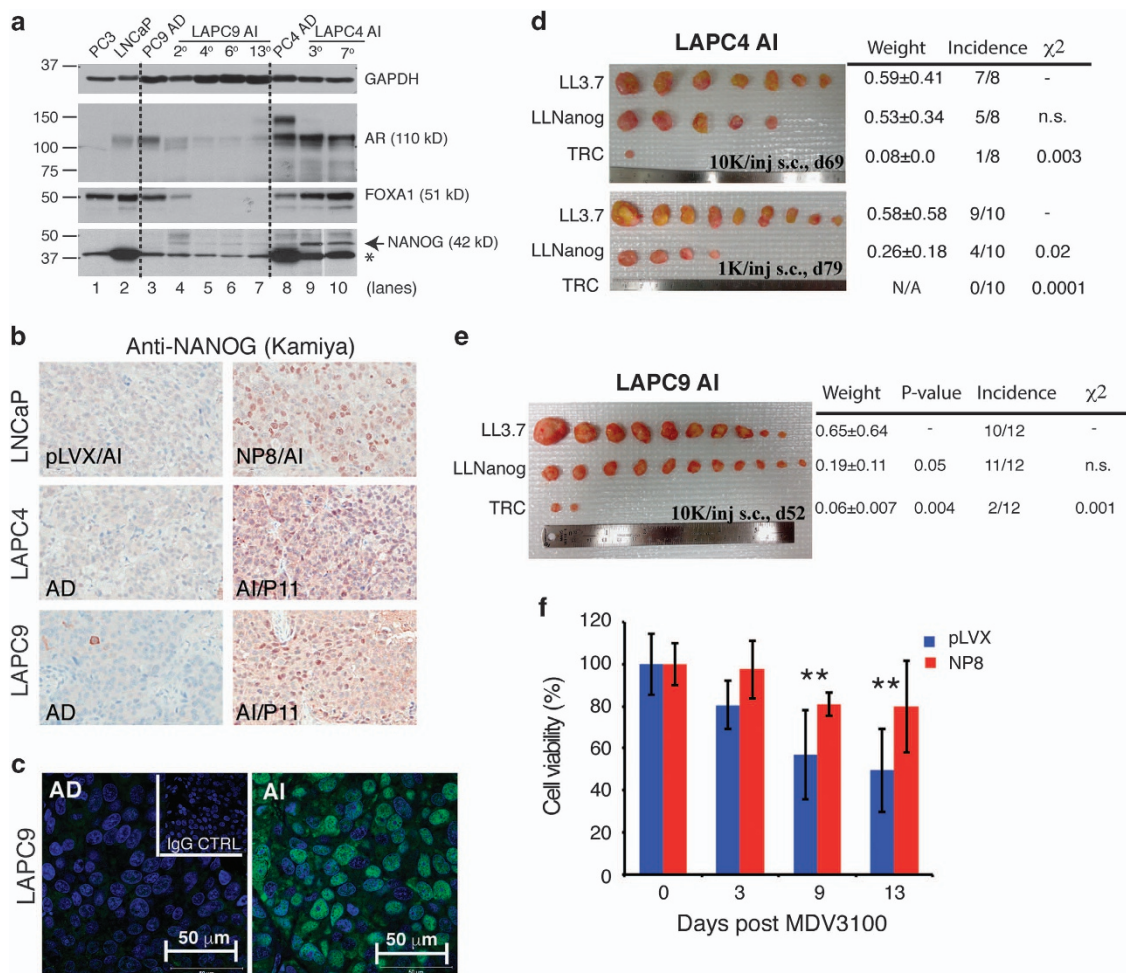 a
PC3 LNCaP PC9 AD LAPC9 AI PC4 AD LAPC4 AI
2º 4º 6º 13º 3º 7º
37
GAPDH
150
100
75
AR (110 kD)
50
FOXA1 (51 kD)
50
37
NANOG (42 kD)
*
1 2 3 4 5 6 7 8 9 10 (lanes)
b
Anti-NANOG (Kamiya)
LNCaP
pLVX/AI NP8/AI
LAPC4
AD AI/P11
LAPC9
AD AI/P11
c
LAPC9
AD IgG CTRL 50 μm
AI 50 μm
d
LAPC4 AI
Weight Incidence χ2
LL3.7 0.59±0.41 7/8 -
LLNanog 0.53±0.34 5/8 n.s.
TRC 0.08±0.0 1/8 0.003
10K/inj s.c., d69
LL3.7 0.58±0.58 9/10 -
LLNanog 0.26±0.18 4/10 0.02
1K/inj s.c., d79
TRC N/A 0/10 0.0001
e
LAPC9 AI
Weight P-value Incidence χ2
LL3.7 0.65±0.64 - 10/12 -
LLNanog 0.19±0.11 0.05 11/12 n.s.
TRC 0.06±0.007 0.004 2/12 0.001
10K/inj s.c., d52
f
Cell viability (%)
120
100
80
60
40
20
0
pLVX
NP8
** **
0 3 9 13
Days post MDV3100